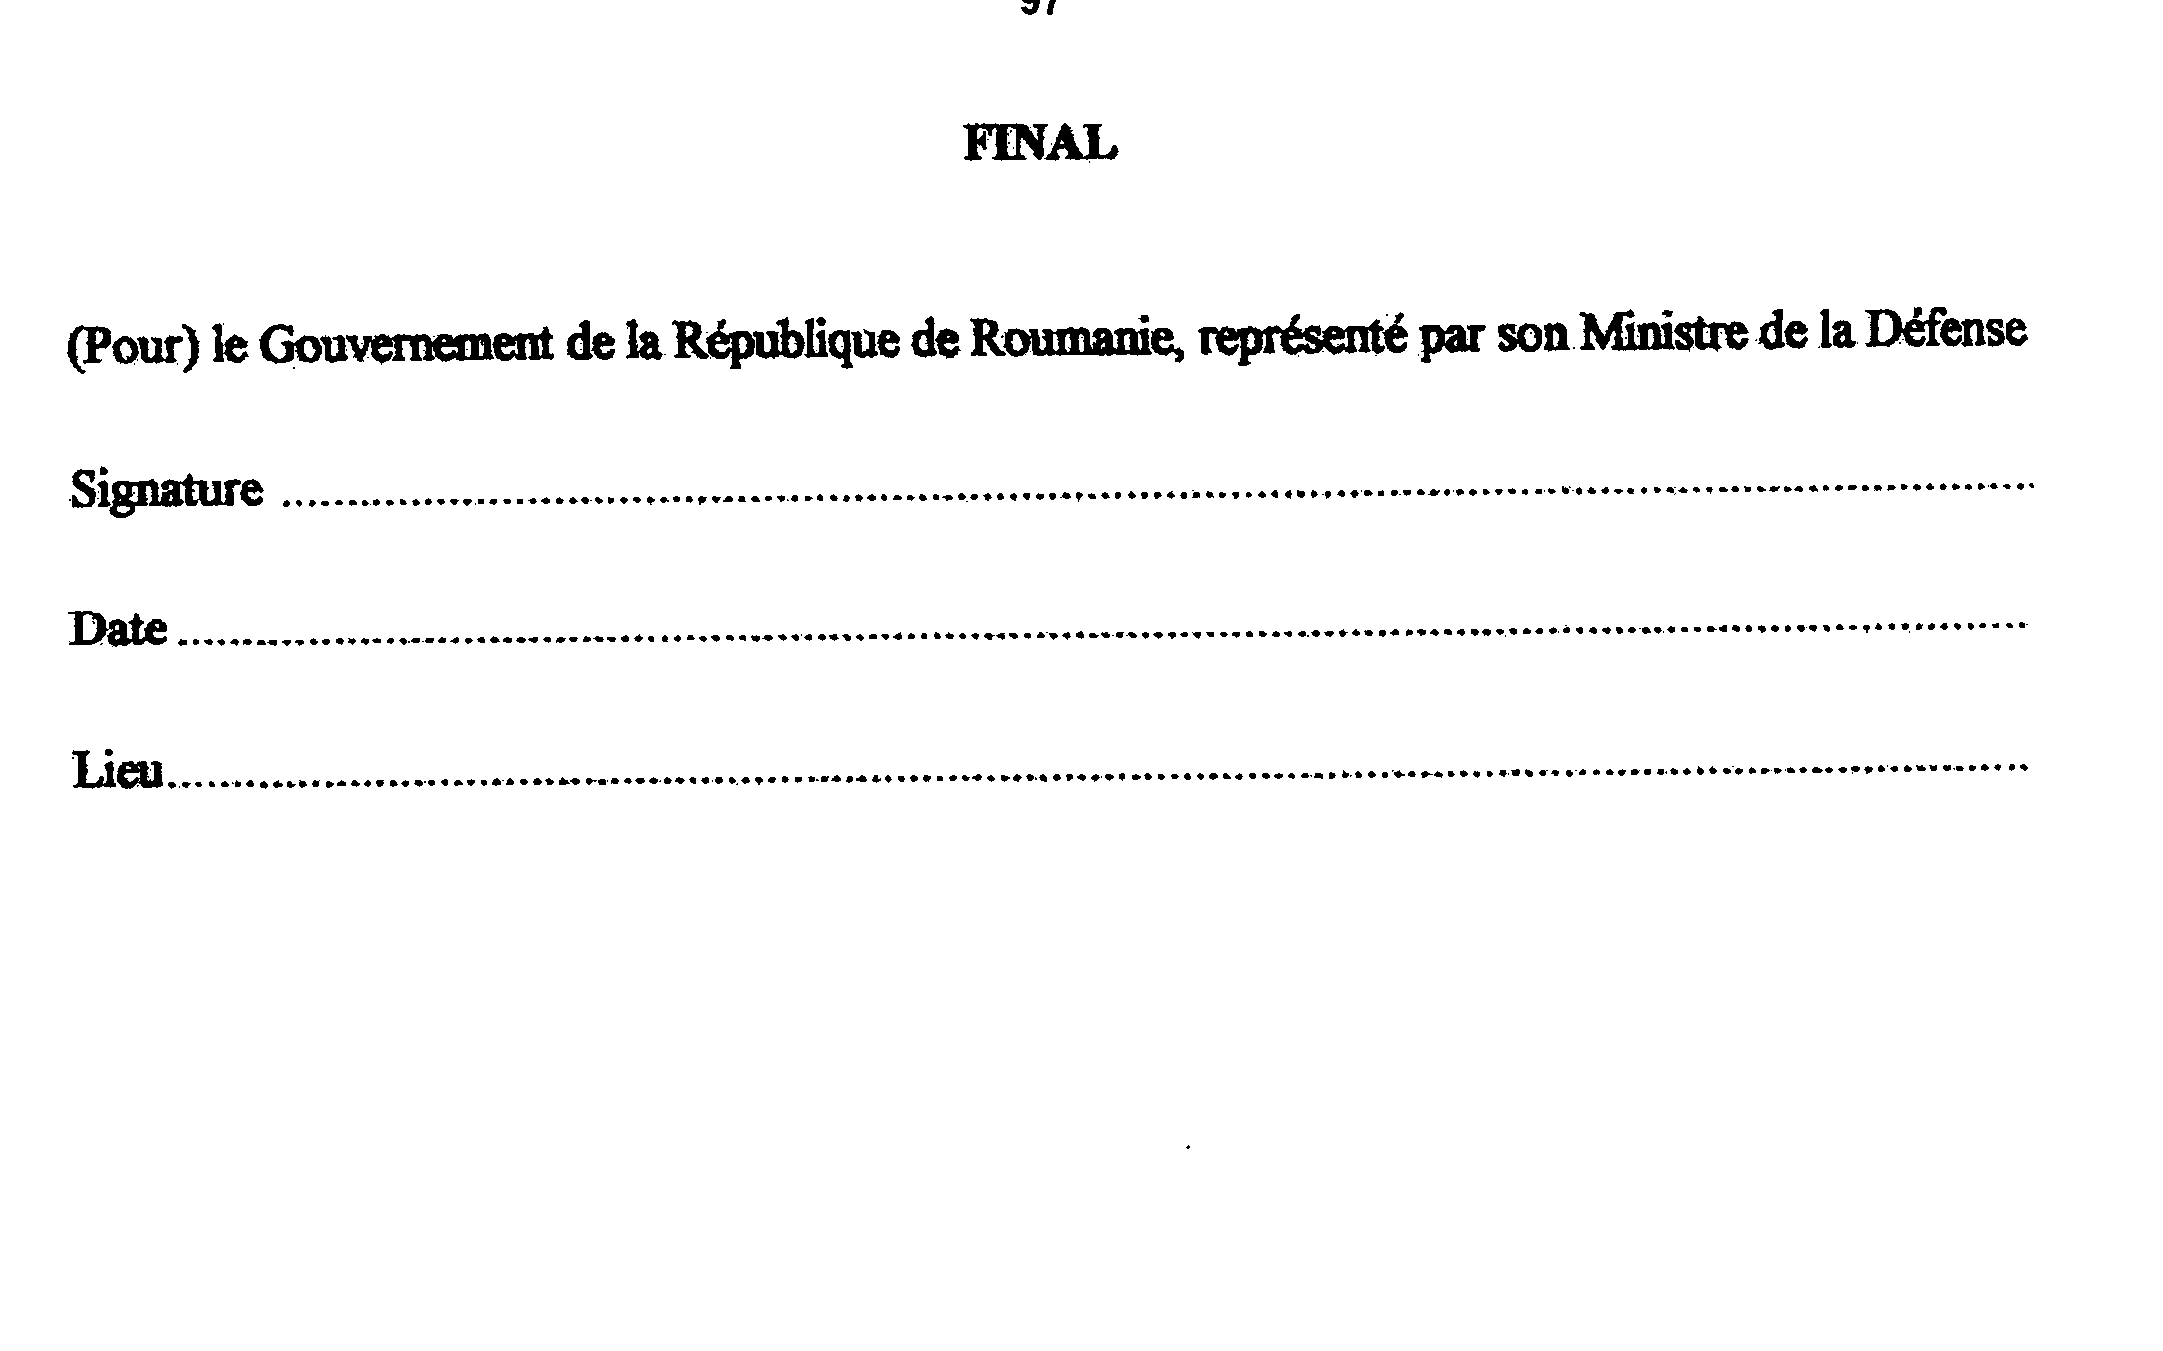 97
FINAL
(Pour) le Gouvernement de la République de Roumanie, représenté par son Ministre de la Défense
Signature ........................................................................................................................................
Date ................................................................................................................................................
Lieu.................................................................................................................................................